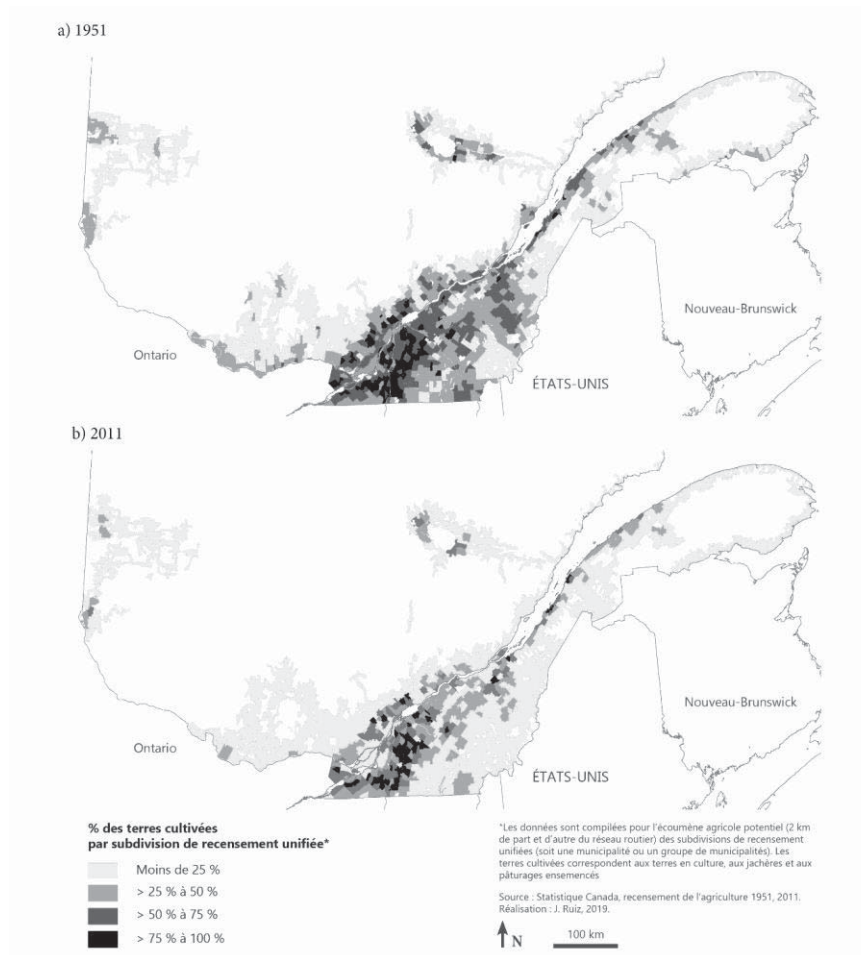 a) 1951
Nouveau-Brunswick
Ontario
ÉTATS-UNIS
b) 2011
Nouveau-Brunswick
Ontario
ÉTATS-UNIS
% des terres cultivées
par subdivision de recensement unifiée*
Moins de 25 %
> 25 % à 50 %
> 50 % à 75 %
> 75 % à 100 %
*Les données sont compilées pour l'écoumène agricole potentiel (2 km
de part et d'autre du réseau routier) des subdivisions de recensement
unifiées (soit une municipalité ou un groupe de municipalités). Les
terres cultivées correspondent aux terres en culture, aux jachères et aux
pâturages ensemencés
Source : Statistique Canada, recensement de l'agriculture 1951, 2011.
Réalisation : J. Ruiz, 2019.
N
100 km